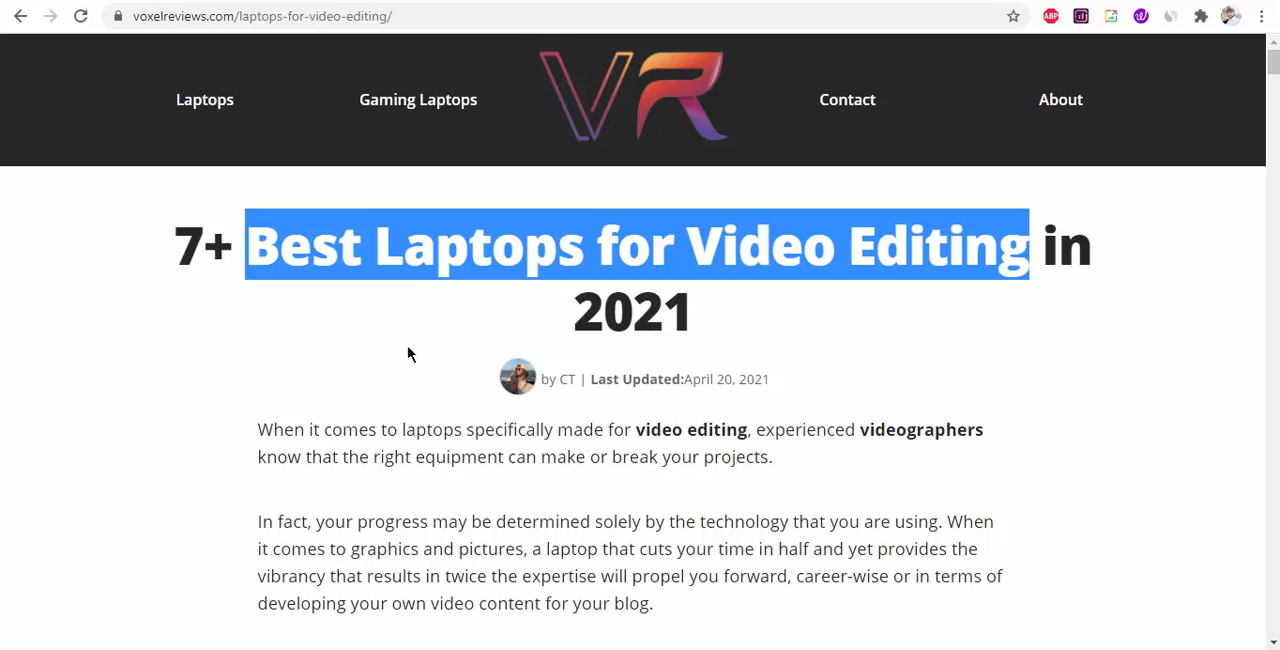 voxelreviews.com/laptops-for-video-editing/
ABP
Laptops
Gaming Laptops
VR
Contact
About
7+ Best Laptops for Video Editing in
2021
by CT | Last Updated:April 20, 2021
When it comes to laptops specifically made for video editing, experienced videographers
know that the right equipment can make or break your projects.
In fact, your progress may be determined solely by the technology that you are using. When
it comes to graphics and pictures, a laptop that cuts your time in half and yet provides the
vibrancy that results in twice the expertise will propel you forward, career-wise or in terms of
developing your own video content for your blog.